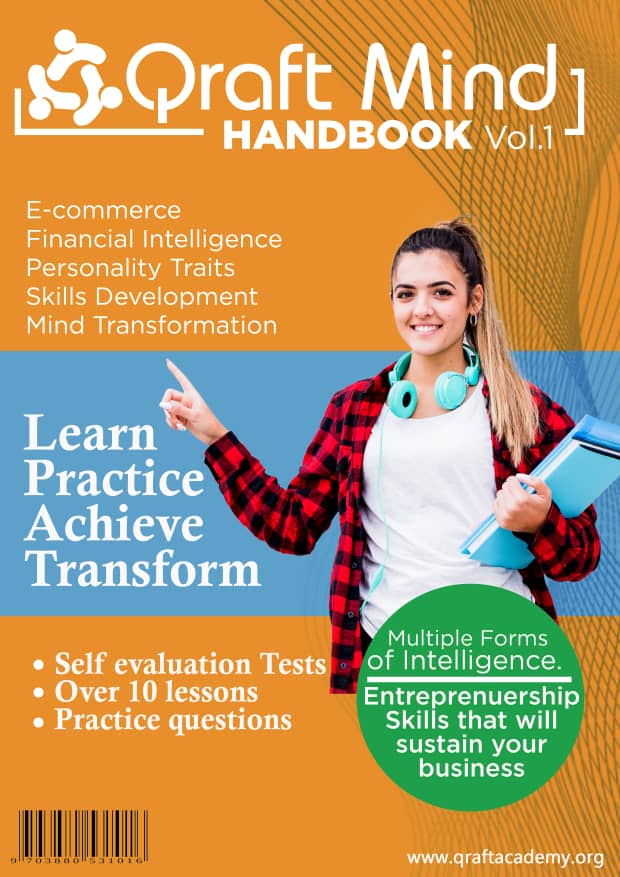 Qraft Mind
HANDBOOK Vol.1
E-commerce
Financial Intelligence
Personality Traits
Skills Development
Mind Transformation
Learn
Practice
Achieve
Transform
• Self evaluation Tests
• Over 10 lessons
• Practice questions
Multiple Forms
of Intelligence.
Entreprenuership
Skills that will
sustain your
business
9 703880 531016
www.qraftacademy.org